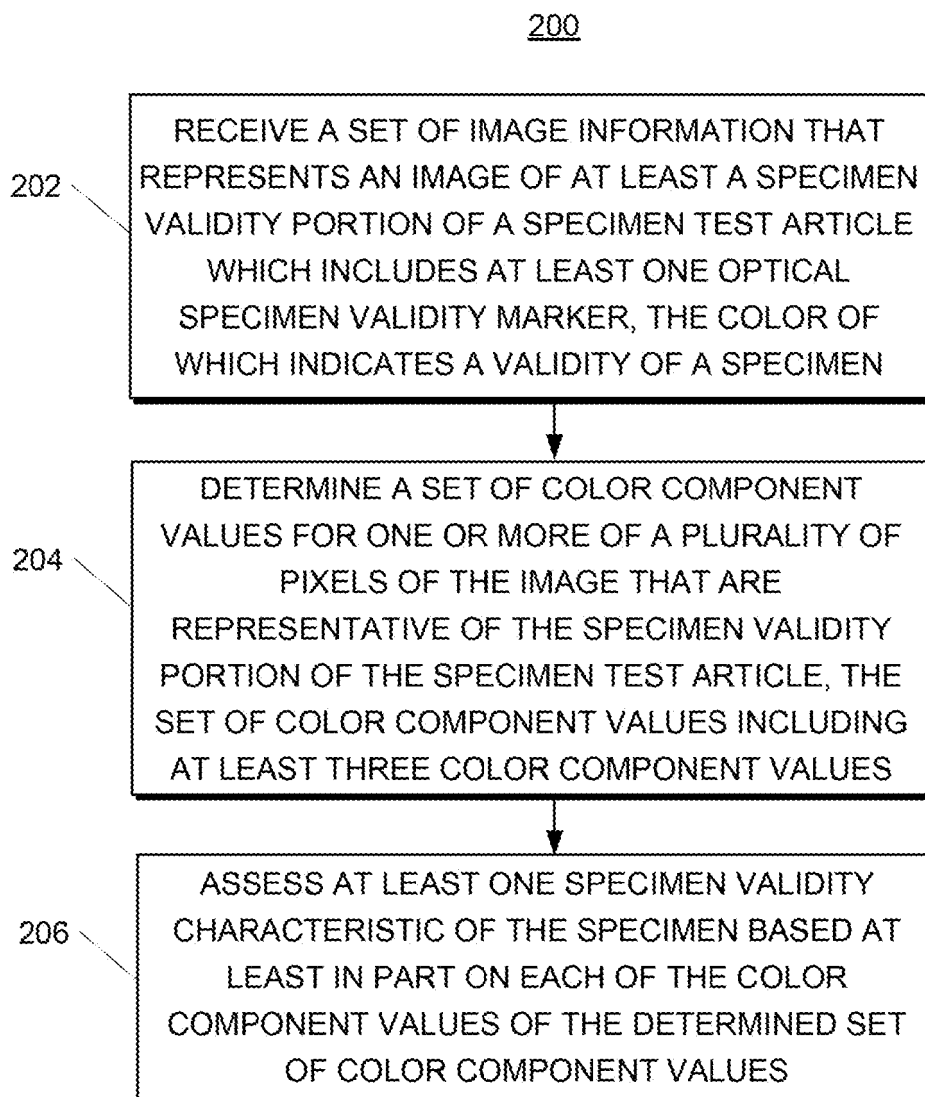 200
RECEIVE A SET OF IMAGE INFORMATION THAT
REPRESENTS AN IMAGE OF AT LEAST A SPECIMEN
202
VALIDITY PORTION OF A SPECIMEN TEST ARTICLE
WHICH INCLUDES AT LEAST ONE OPTICAL
SPECIMEN VALIDITY MARKER, THE COLOR OF
WHICH INDICATES A VALIDITY OF A SPECIMEN
DETERMINE A SET OF COLOR COMPONENT
VALUES FOR ONE OR MORE OF A PLURALITY OF
204
PIXELS OF THE IMAGE THAT ARE
REPRESENTATIVE OF THE SPECIMEN VALIDITY
PORTION OF THE SPECIMEN TEST ARTICLE, THE
SET OF COLOR COMPONENT VALUES INCLUDING
AT LEAST THREE COLOR COMPONENT VALUES
ASSESS AT LEAST ONE SPECIMEN VALIDITY
206
CHARACTERISTIC OF THE SPECIMEN BASED AT
LEAST IN PART ON EACH OF THE COLOR
COMPONENT VALUES OF THE DETERMINED SET
OF COLOR COMPONENT VALUES